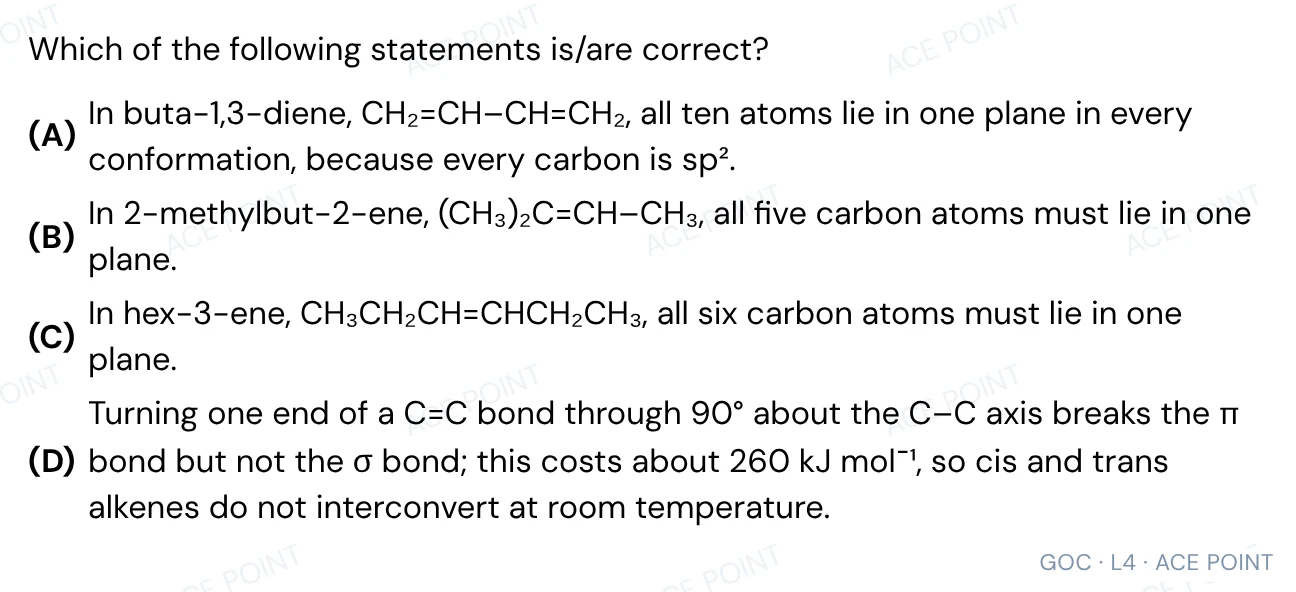 Which of the following statements is/are correct?
(A) In buta-1,3-diene, CH₂=CH–CH=CH₂, all ten atoms lie in one plane in every
conformation, because every carbon is sp².
(B) In 2-methylbut-2-ene, (CH₃)₂C=CH–CH₃, all five carbon atoms must lie in one
plane.
(C) In hex-3-ene, CH₃CH₂CH=CHCH₂CH₃, all six carbon atoms must lie in one
plane.
(D) Turning one end of a C=C bond through 90° about the C–C axis breaks the π
bond but not the σ bond; this costs about 260 kJ mol⁻¹, so cis and trans
alkenes do not interconvert at room temperature.
GOC · L4 · ACE POINT